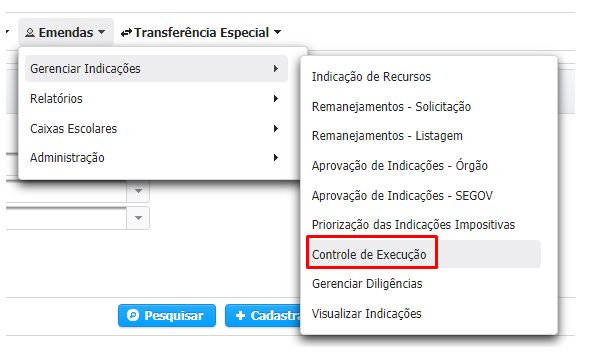 Emendas
Transferência Especial
Gerenciar Indicações
Relatórios
Caixas Escolares
Administração
Indicação de Recursos
Remanejamentos - Solicitação
Remanejamentos - Listagem
Aprovação de Indicações - Órgão
Aprovação de Indicações - SEGOV
Priorização das Indicações Impositivas
Controle de Execução
Gerenciar Diligências
Visualizar Indicações
Pesquisar
+ Cadastra